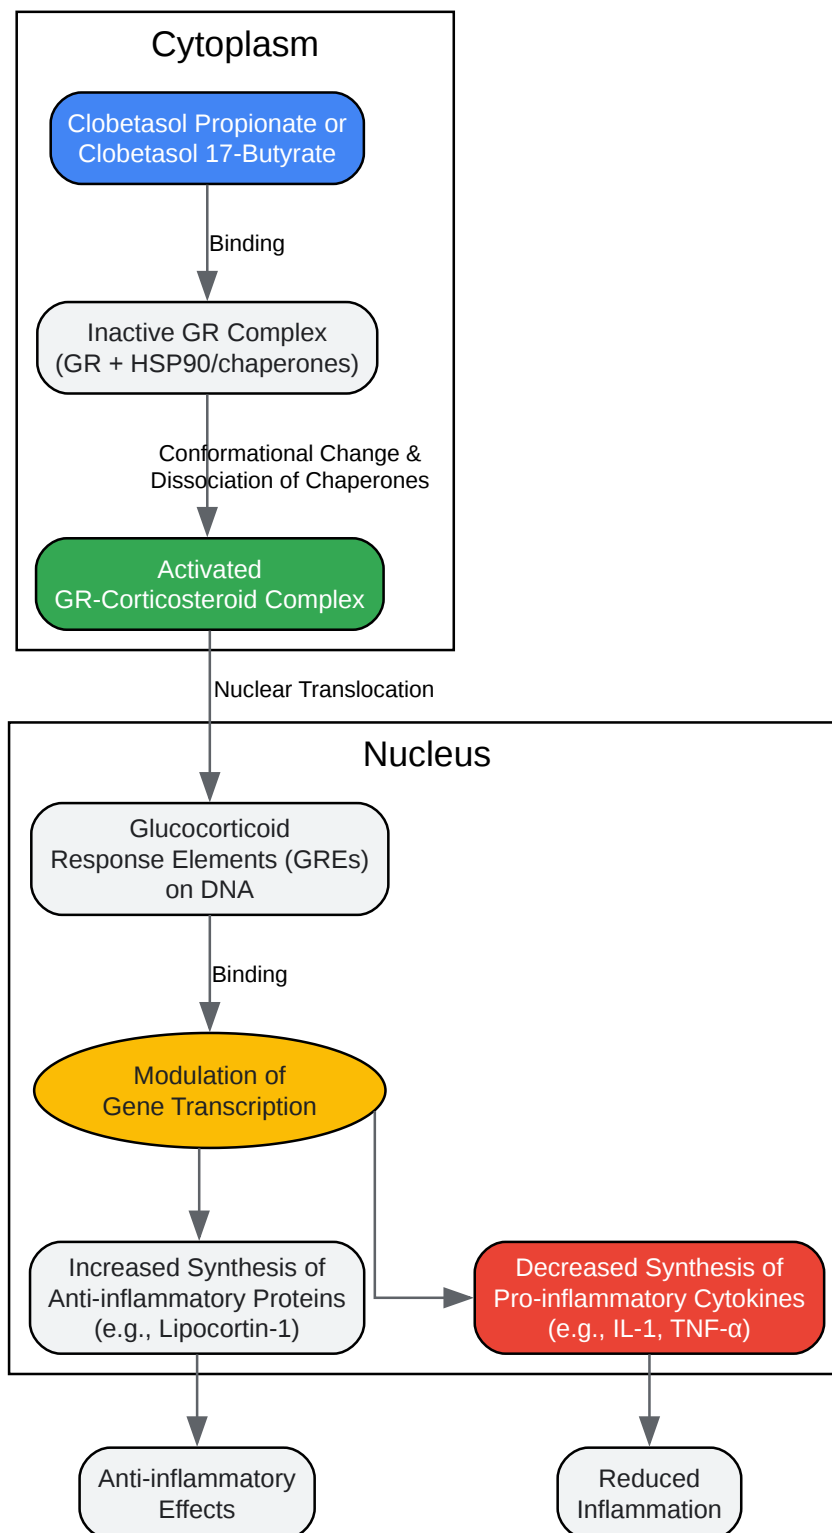 Cytoplasm
Clobetasol Propionate or
Clobetasol 17-Butyrate
Binding
Inactive GR Complex
(GR + HSP90/chaperones)
Conformational Change &
Dissociation of Chaperones
Activated
GR-Corticosteroid Complex
Nuclear Translocation
Nucleus
Glucocorticoid
Response Elements (GREs)
on DNA
Binding
Modulation of
Gene Transcription
Increased Synthesis of
Anti-inflammatory Proteins
(e.g., Lipocortin-1)
Decreased Synthesis of
Pro-inflammatory Cytokines
(e.g., IL-1, TNF-α)
Anti-inflammatory
Effects
Reduced
Inflammation